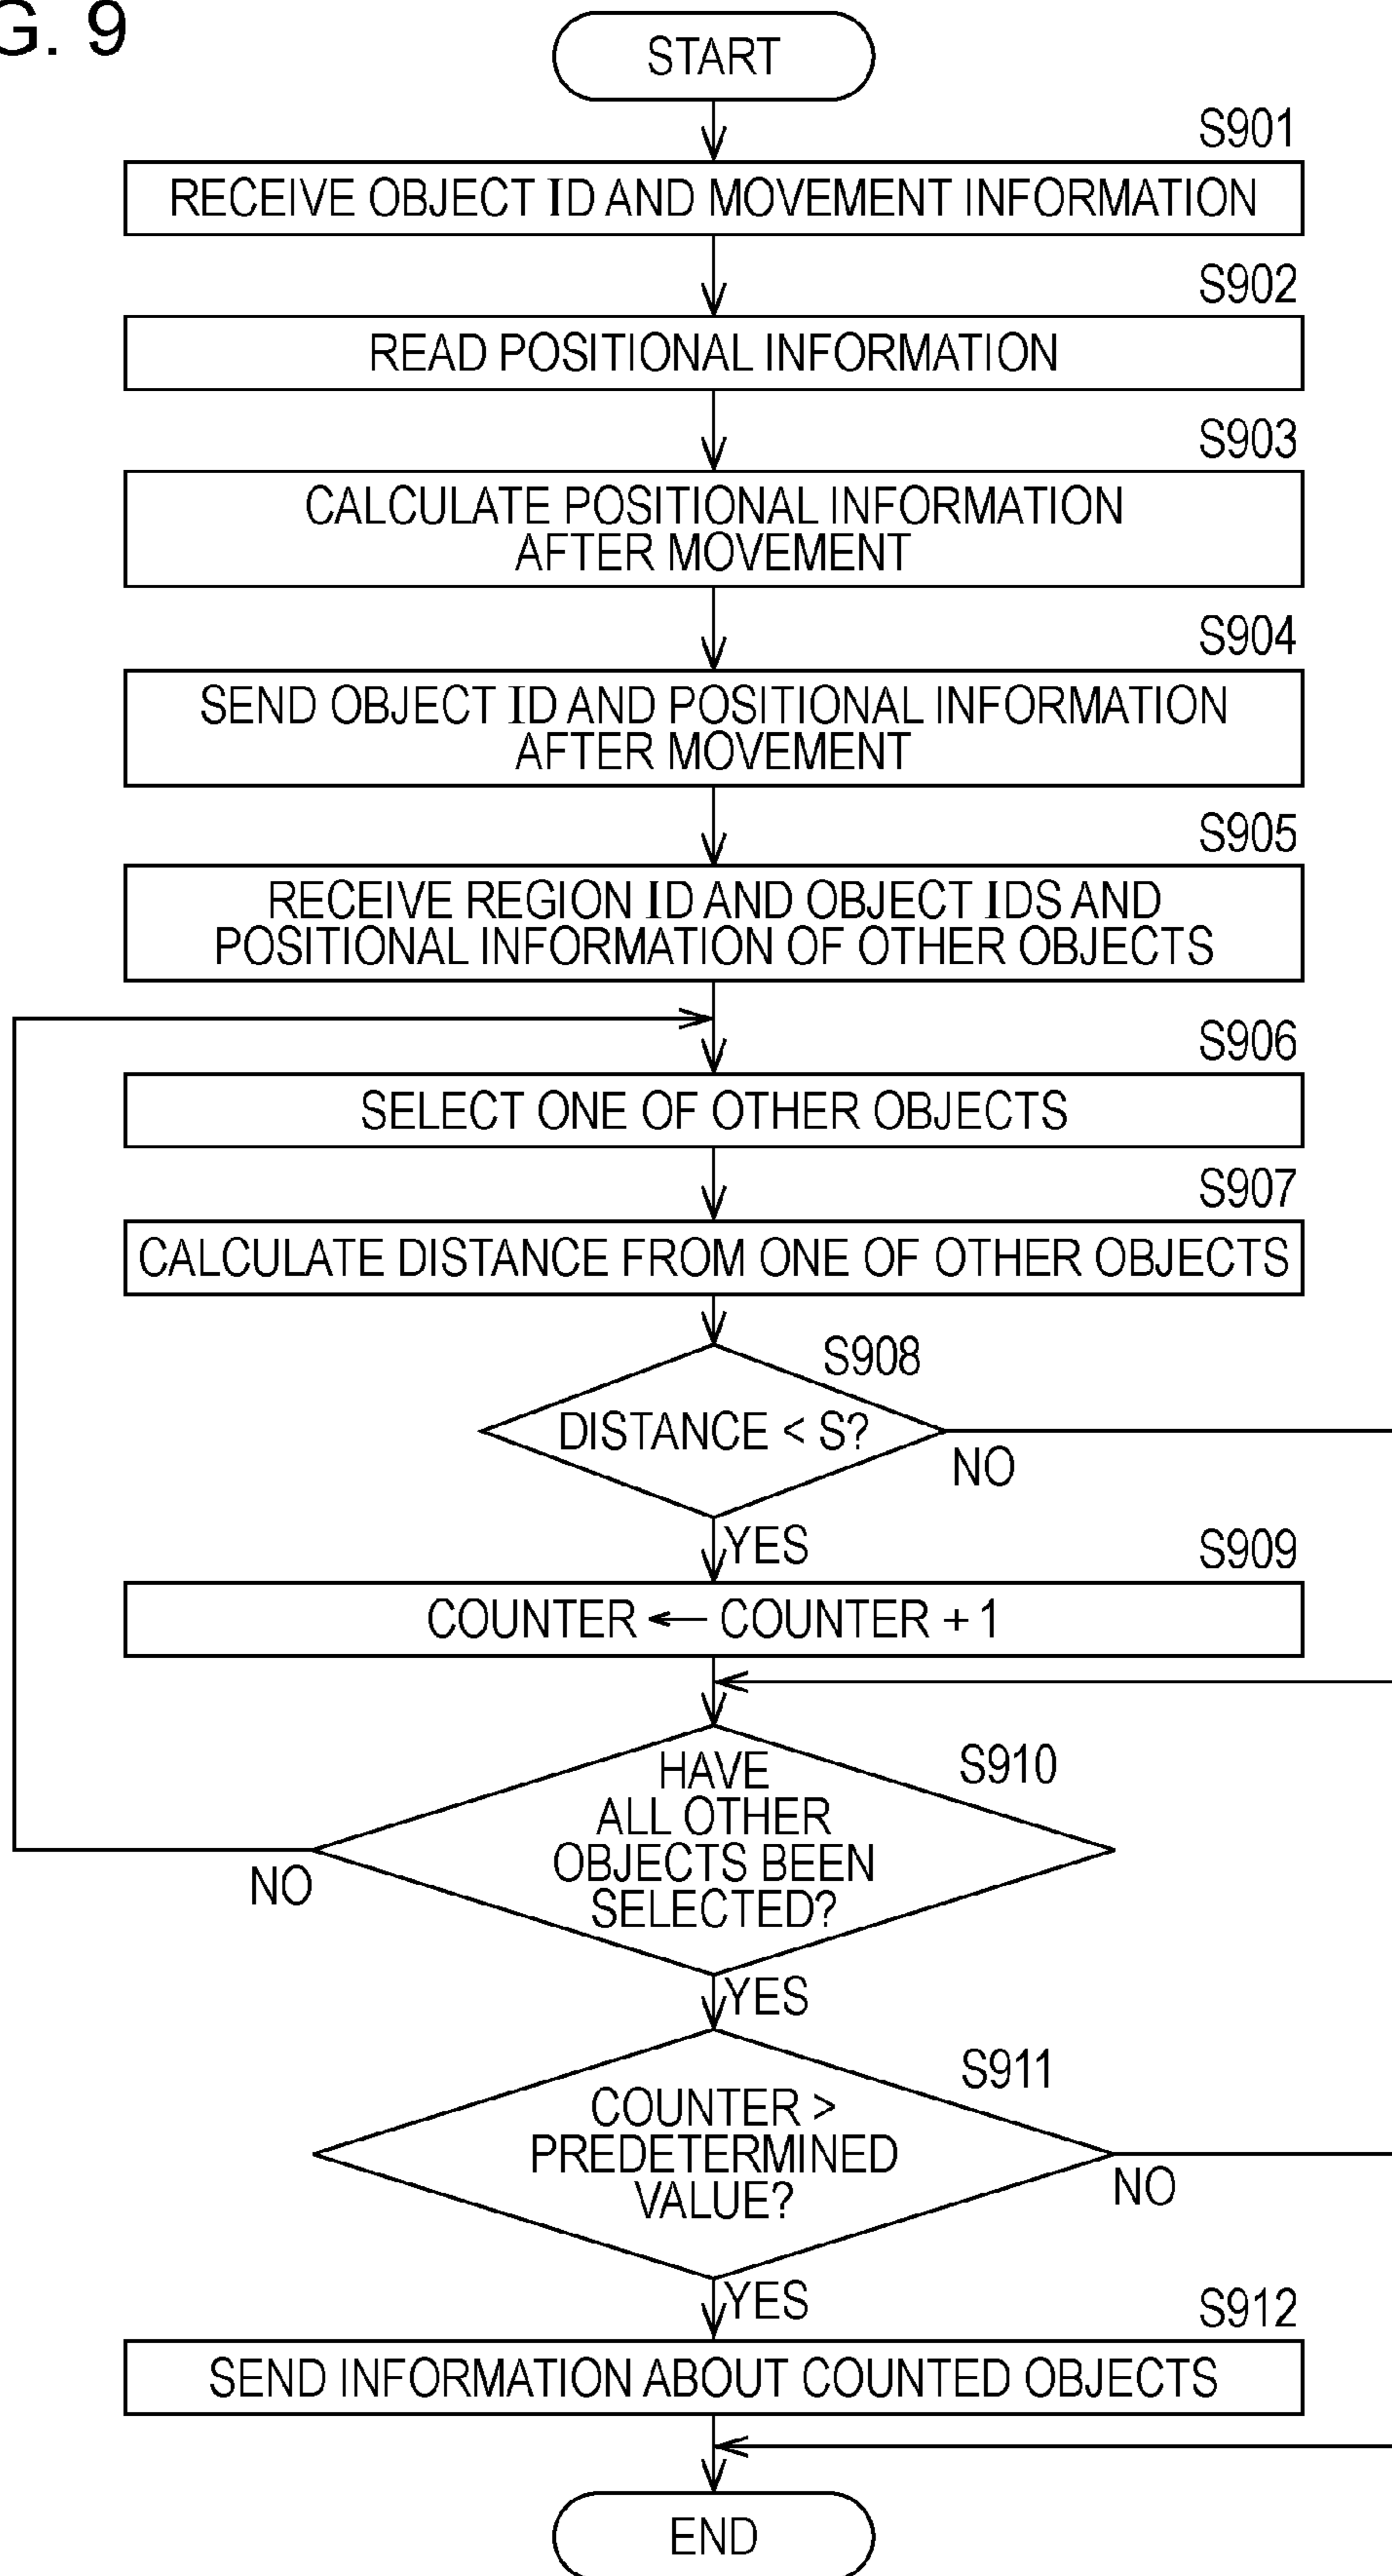 G. 9
START
S901
RECEIVE OBJECT ID AND MOVEMENT INFORMATION
S902
READ POSITIONAL INFORMATION
S903
CALCULATE POSITIONAL INFORMATION
AFTER MOVEMENT
S904
SEND OBJECT ID AND POSITIONAL INFORMATION
AFTER MOVEMENT
S905
RECEIVE REGION ID AND OBJECT IDS AND
POSITIONAL INFORMATION OF OTHER OBJECTS
S906
SELECT ONE OF OTHER OBJECTS
S907
CALCULATE DISTANCE FROM ONE OF OTHER OBJECTS
S908
DISTANCE < S?
NO
YES
S909
COUNTER ← COUNTER + 1
S910
HAVE
ALL OTHER
OBJECTS BEEN
SELECTED?
NO
YES
S911
COUNTER >
PREDETERMINED
VALUE?
NO
YES
S912
SEND INFORMATION ABOUT COUNTED OBJECTS
END